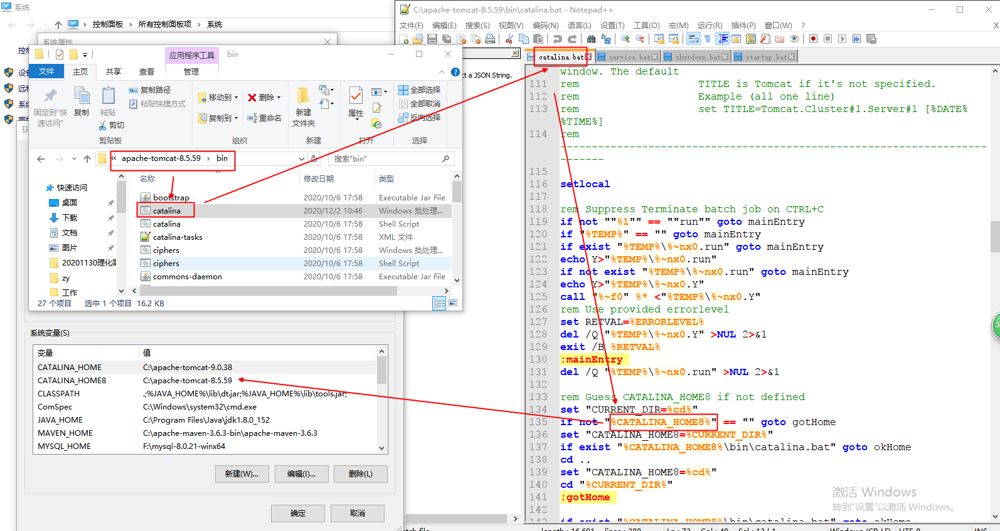 系统
控制面板 › 所有控制面板项 › 系统
系统属性
应用程序工具
bin
文件
主页
共享
查看
管理
固定到“快
速访问”
复制
粘贴
复制路径
粘贴快捷方式
剪切
剪贴板
移动到
复制到
删除
重命名
组织
新建
文件夹
新建
属性
打开
全部选择
全部取消
反向选择
选择
« apache-tomcat-8.5.59 › bin
搜索"bin"
名称 修改日期 类型
快速访问
桌面
下载
文档
图片
zy
工作
bootstrap 2020/10/6 17:58 Executable Jar File
catalina 2020/12/2 10:46 Windows 批处理...
catalina 2020/10/6 17:58 Shell Script
catalina-tasks 2020/10/6 17:58 XML 文件
ciphers 2020/10/6 17:58 Windows 批处理...
ciphers 2020/10/6 17:58 Shell Script
commons-daemon 2020/10/6 17:58 Executable Jar File
27 个项目 选中 1 个项目 16.2 KB
系统变量(S)
变量 值
CATALINA_HOME C:\apache-tomcat-9.0.38
CATALINA_HOME8 C:\apache-tomcat-8.5.59
CLASSPATH .;%JAVA_HOME%\lib\dt.jar;%JAVA_HOME%\lib\tools.jar;
ComSpec C:\Windows\system32\cmd.exe
JAVA_HOME C:\Program Files\Java\jdk1.8.0_152
MAVEN_HOME C:\apache-maven-3.6.3-bin\apache-maven-3.6.3
MYSQL_HOME F:\mysql-8.0.21-winx64
新建(W)... 编辑(I)... 删除(L)
确定 取消
C:\apache-tomcat-8.5.59\bin\catalina.bat - Notepad++
文件(F) 编辑(E) 搜索(S) 视图(V) 编码(N) 语言(L) 设置(T) 工具(O) 宏(M) 运行(R) 插件(P) 窗口(W) ? X
catalina.bat service.bat shutdown.bat startup.bat
ct a JSON String.
window. The default
111 rem TITLE is Tomcat if it's not specified.
112 rem Example (all one line)
113 rem set TITLE=Tomcat.Cluster#1.Server#1 [%DATE%
%TIME%]
114 rem
---------------------------------------------------------------------------
115
116 setlocal
117
118 rem Suppress Terminate batch job on CTRL+C
119 if not ""%1"" == ""run"" goto mainEntry
120 if "%TEMP%" == "" goto mainEntry
121 if exist "%TEMP%\%~nx0.run" goto mainEntry
122 echo Y>"%TEMP%\%~nx0.run"
123 if not exist "%TEMP%\%~nx0.run" goto mainEntry
124 echo Y>"%TEMP%\%~nx0.Y"
125 call "%~f0" %* <"%TEMP%\%~nx0.Y"
126 rem Use provided errorlevel
127 set RETVAL=%ERRORLEVEL%
128 del /Q "%TEMP%\%~nx0.Y" >NUL 2>&1
129 exit /B %RETVAL%
130 :mainEntry
131 del /Q "%TEMP%\%~nx0.run" >NUL 2>&1
132
133 rem Guess CATALINA_HOME8 if not defined
134 set "CURRENT_DIR=%cd%"
135 if not "%CATALINA_HOME8%" == "" goto gotHome
136 set "CATALINA_HOME8=%CURRENT_DIR%"
137 if exist "%CATALINA_HOME8%\bin\catalina.bat" goto okHome
138 cd ..
139 set "CATALINA_HOME8=%cd%"
140 cd "%CURRENT_DIR%"
141 :gotHome
142
143 if exist "%CATALINA_HOME8%\bin\catalina.bat" goto okHome
激活 Windows
转到“设置”以激活 Windows。